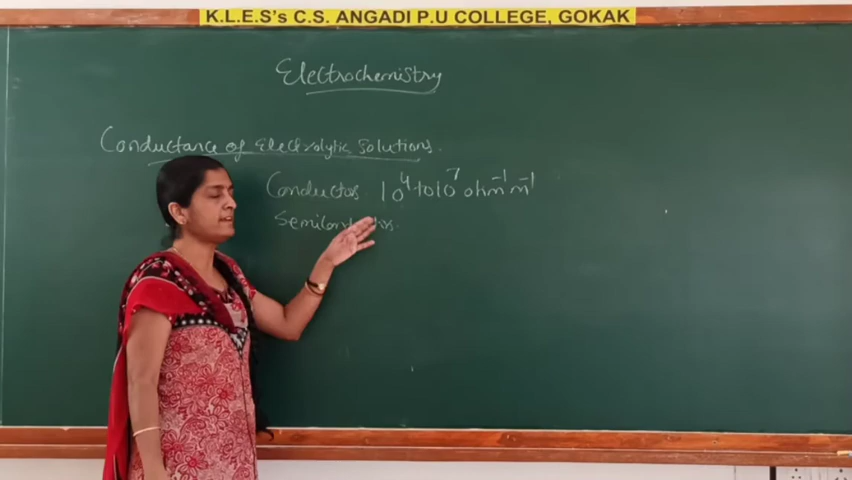 K.L.E.S's C.S. ANGADI P.U COLLEGE, GOKAK
Electrochemistry
Conductance of Electrolytic Solutions.
Conductors 10⁴ to 10⁷ ohm⁻¹ m⁻¹